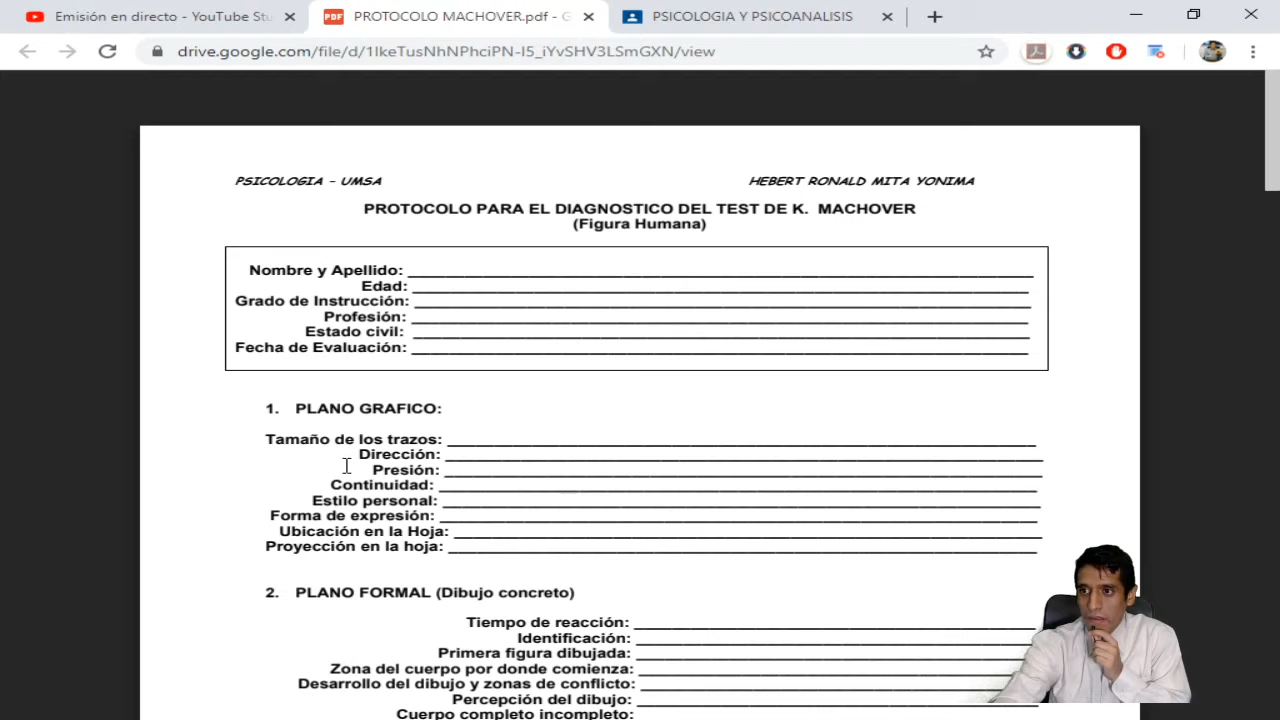 Emisión en directo - YouTube Stu
PDF
PROTOCOLO MACHOVER.pdf - G
PSICOLOGIA Y PSICOANALISIS
drive.google.com/file/d/1lkeTusNhNPhciPN-I5_iYvSHV3LSmGXN/view
PSICOLOGIA – UMSA
HEBERT RONALD MITA YONIMA
PROTOCOLO PARA EL DIAGNOSTICO DEL TEST DE K. MACHOVER
(Figura Humana)
Nombre y Apellido:
Edad:
Grado de Instrucción:
Profesión:
Estado civil:
Fecha de Evaluación:
1. PLANO GRAFICO:
Tamaño de los trazos:
Dirección:
Presión:
Continuidad:
Estilo personal:
Forma de expresión:
Ubicación en la Hoja:
Proyección en la hoja:
2. PLANO FORMAL (Dibujo concreto)
Tiempo de reacción:
Identificación:
Primera figura dibujada:
Zona del cuerpo por donde comienza:
Desarrollo del dibujo y zonas de conflicto:
Percepción del dibujo:
Cuerpo completo incompleto: